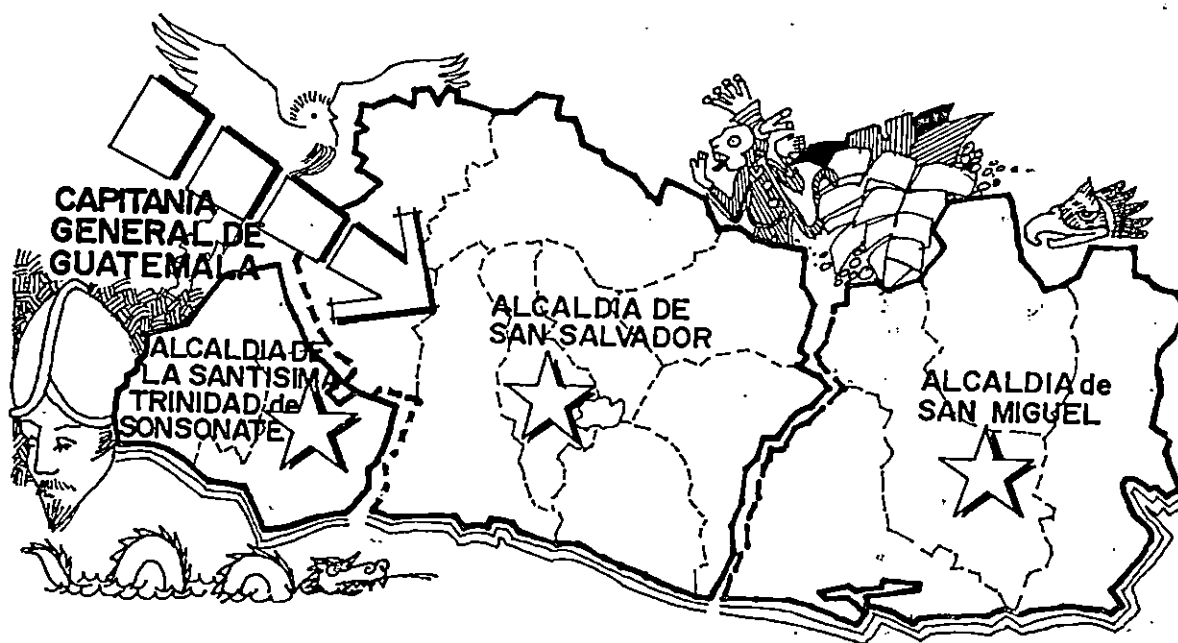 CAPITANIA
GENERAL DE
GUATEMALA
ALCALDIA DE
LA SANTISIMA
TRINIDAD de
SONSONATE
ALCALDIA DE
SAN SALVADOR
ALCALDIA de
SAN MIGUEL